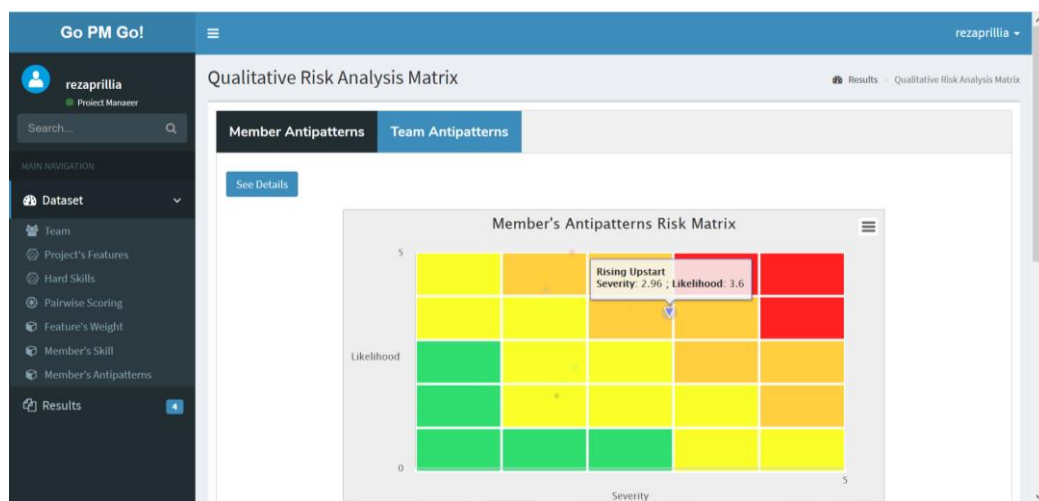 Go PM Go!
rezaprillia
rezaprillia
Project Manager
Qualitative Risk Analysis Matrix
Results
Qualitative Risk Analysis Matrix
Search...
Member Antipatterns
Team Antipatterns
MAIN NAVIGATION
See Details
Dataset
Team
Project's Features
Hard Skills
Pairwise Scoring
Feature's Weight
Member's Skill
Member's Antipatterns
Results
4
Member's Antipatterns Risk Matrix
5
Rising Upstart
Severity: 2.96 ; Likelihood: 3.6
Likelihood
0
5
Severity